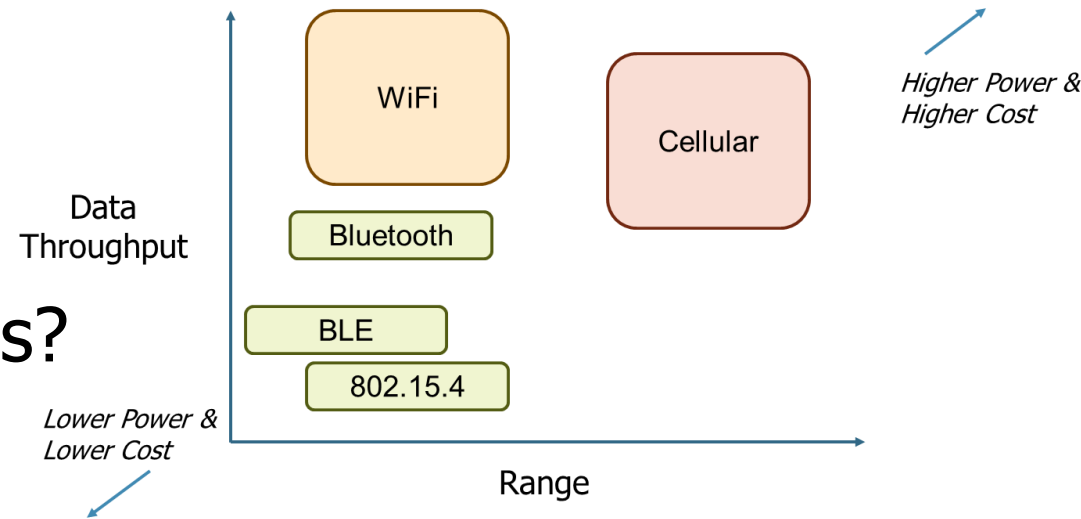 WiFi
Higher Power &
Higher Cost
Cellular
Data
Throughput
Bluetooth
s?
BLE
802.15.4
Lower Power &
Lower Cost
Range